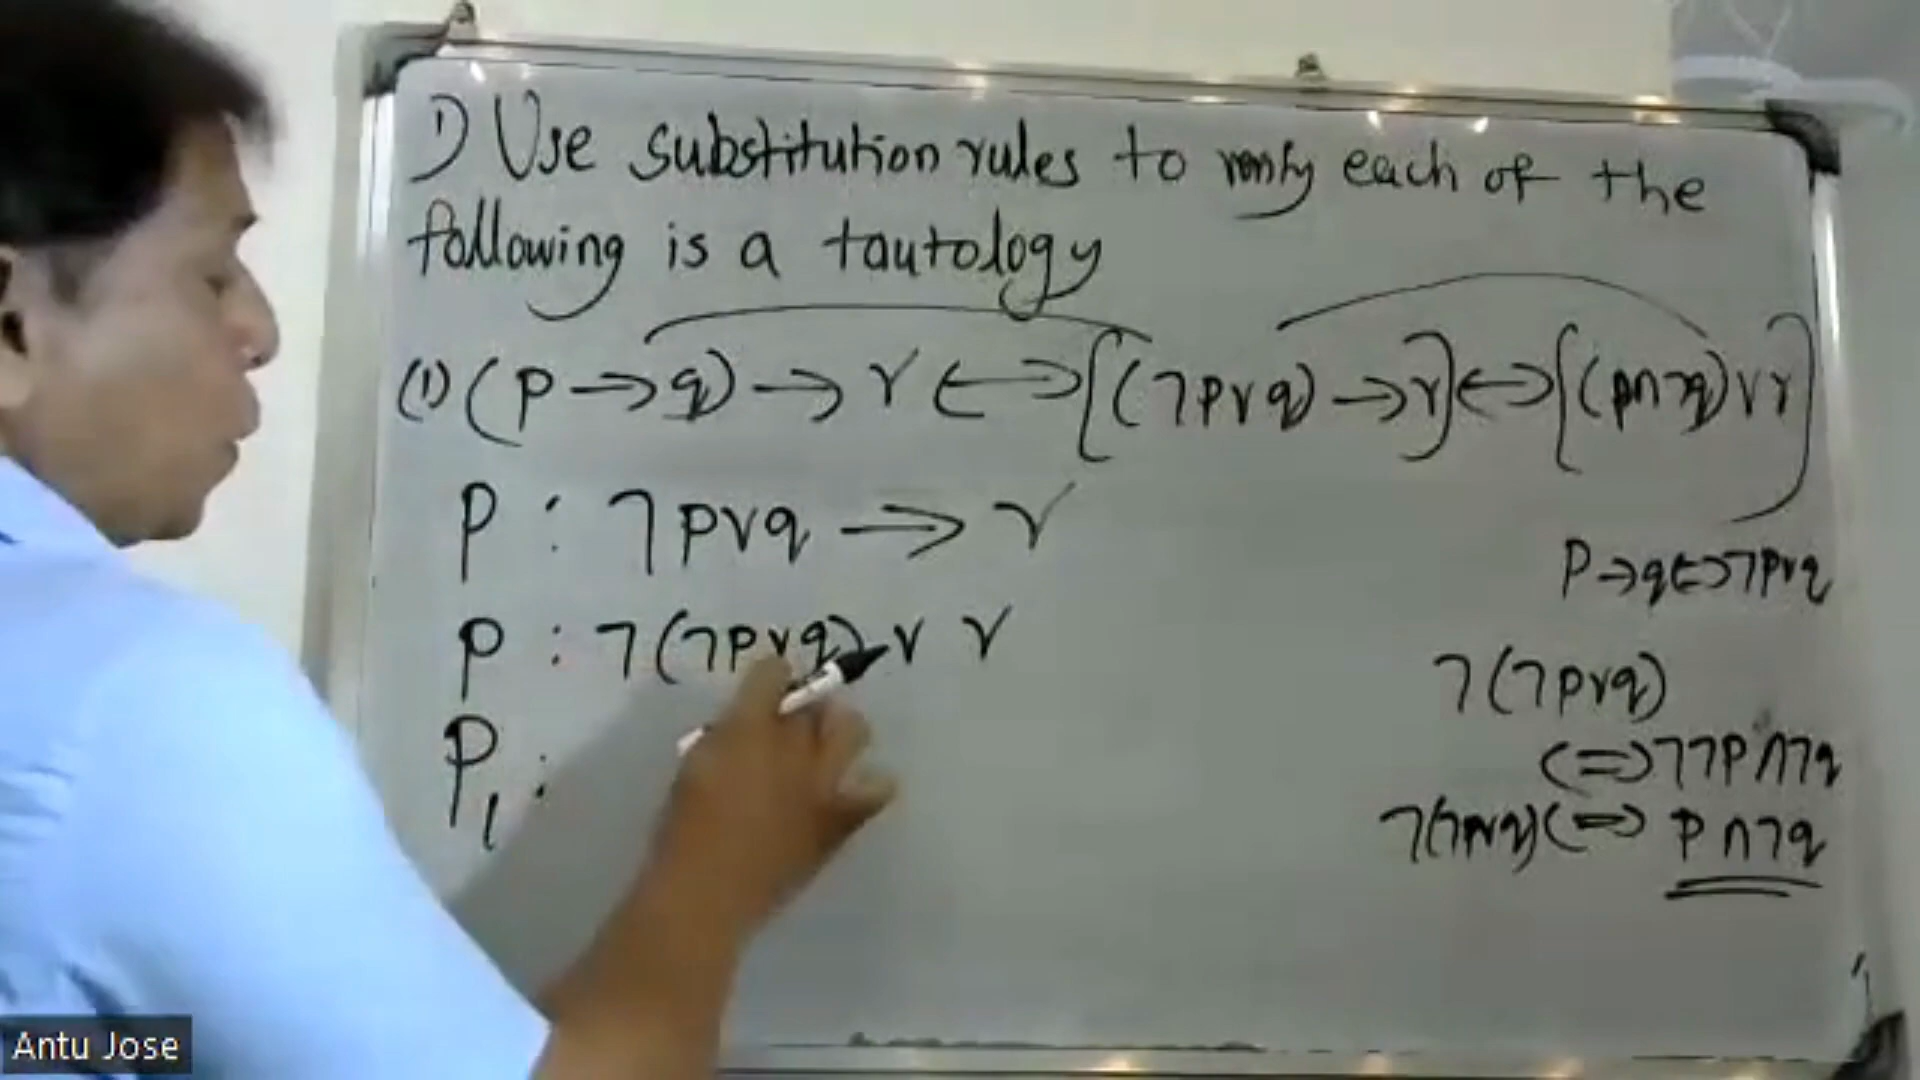 1) Use substitution rules to verify each of the
following is a tautology
(1) (p → q) → r ⟺ [(¬p∨q) → r] ⟺ [(p∧¬q)∨r]
P : ¬p∨q → r
P : ¬(¬p∨q) ∨ r
P₁ :
p→q⟺¬p∨q
¬(¬p∨q)
⟺¬¬p∧¬q
¬(¬p∨q)⟺ p∧¬q
Antu Jose